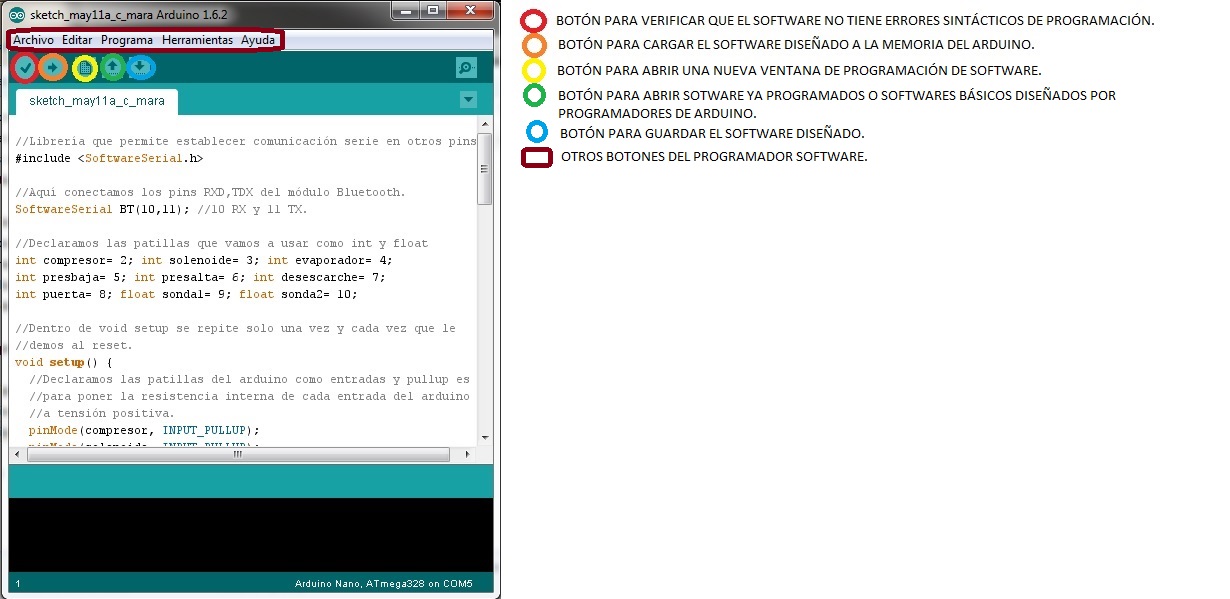 sketch_may11a_c_mara Arduino 1.6.2
Archivo Editar Programa Herramientas Ayuda
sketch_may11a_c_mara
//Librería que permite establecer comunicación serie en otros pins
#include <SoftwareSerial.h>
//Aquí conectamos los pins RXD,TDX del módulo Bluetooth.
SoftwareSerial BT(10,11); //10 RX y 11 TX.
//Declaramos las patillas que vamos a usar como int y float
int compresor= 2; int solenoide= 3; int evaporador= 4;
int presbaja= 5; int presalta= 6; int desescarche= 7;
int puerta= 8; float sonda1= 9; float sonda2= 10;
//Dentro de void setup se repite solo una vez y cada vez que le
//demos al reset.
void setup() {
//Declaramos las patillas del arduino como entradas y pullup es
//para poner la resistencia interna de cada entrada del arduino
//a tensión positiva.
pinMode(compresor, INPUT_PULLUP);
pinMode(solenoide, INPUT_PULLUP);
1
Arduino Nano, ATmega328 on COM5
BOTÓN PARA VERIFICAR QUE EL SOFTWARE NO TIENE ERRORES SINTÁCTICOS DE PROGRAMACIÓN.
BOTÓN PARA CARGAR EL SOFTWARE DISEÑADO A LA MEMORIA DEL ARDUINO.
BOTÓN PARA ABRIR UNA NUEVA VENTANA DE PROGRAMACIÓN DE SOFTWARE.
BOTÓN PARA ABRIR SOTWARE YA PROGRAMADOS O SOFTWARES BÁSICOS DISEÑADOS POR
PROGRAMADORES DE ARDUINO.
BOTÓN PARA GUARDAR EL SOFTWARE DISEÑADO.
OTROS BOTONES DEL PROGRAMADOR SOFTWARE.